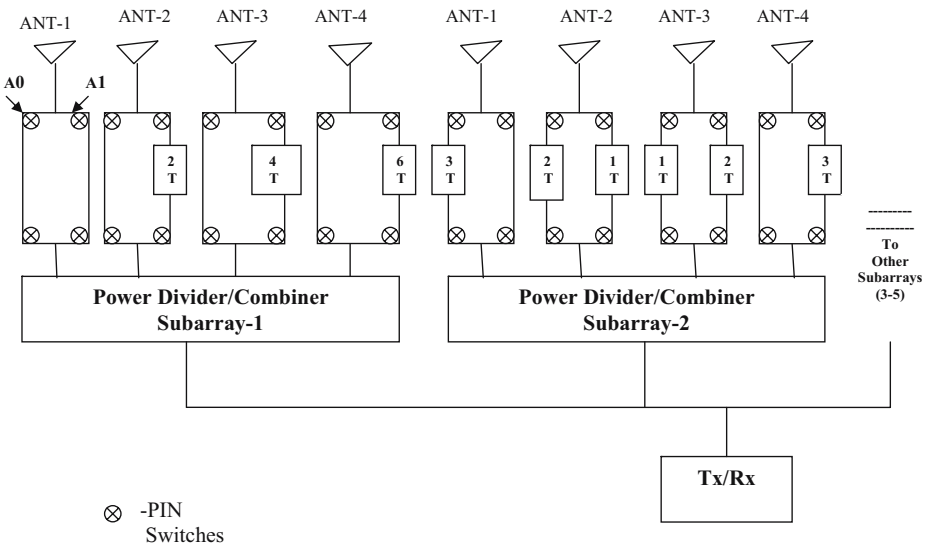 ANT-1 ANT-2 ANT-3 ANT-4 ANT-1 ANT-2 ANT-3 ANT-4
A0 A1
2 4 6 3 2 1 1 2 3
T T T T T T T T T
To
Other
Subarrays
(3-5)
Power Divider/Combiner
Subarray-1
Power Divider/Combiner
Subarray-2
Tx/Rx
-PIN
Switches